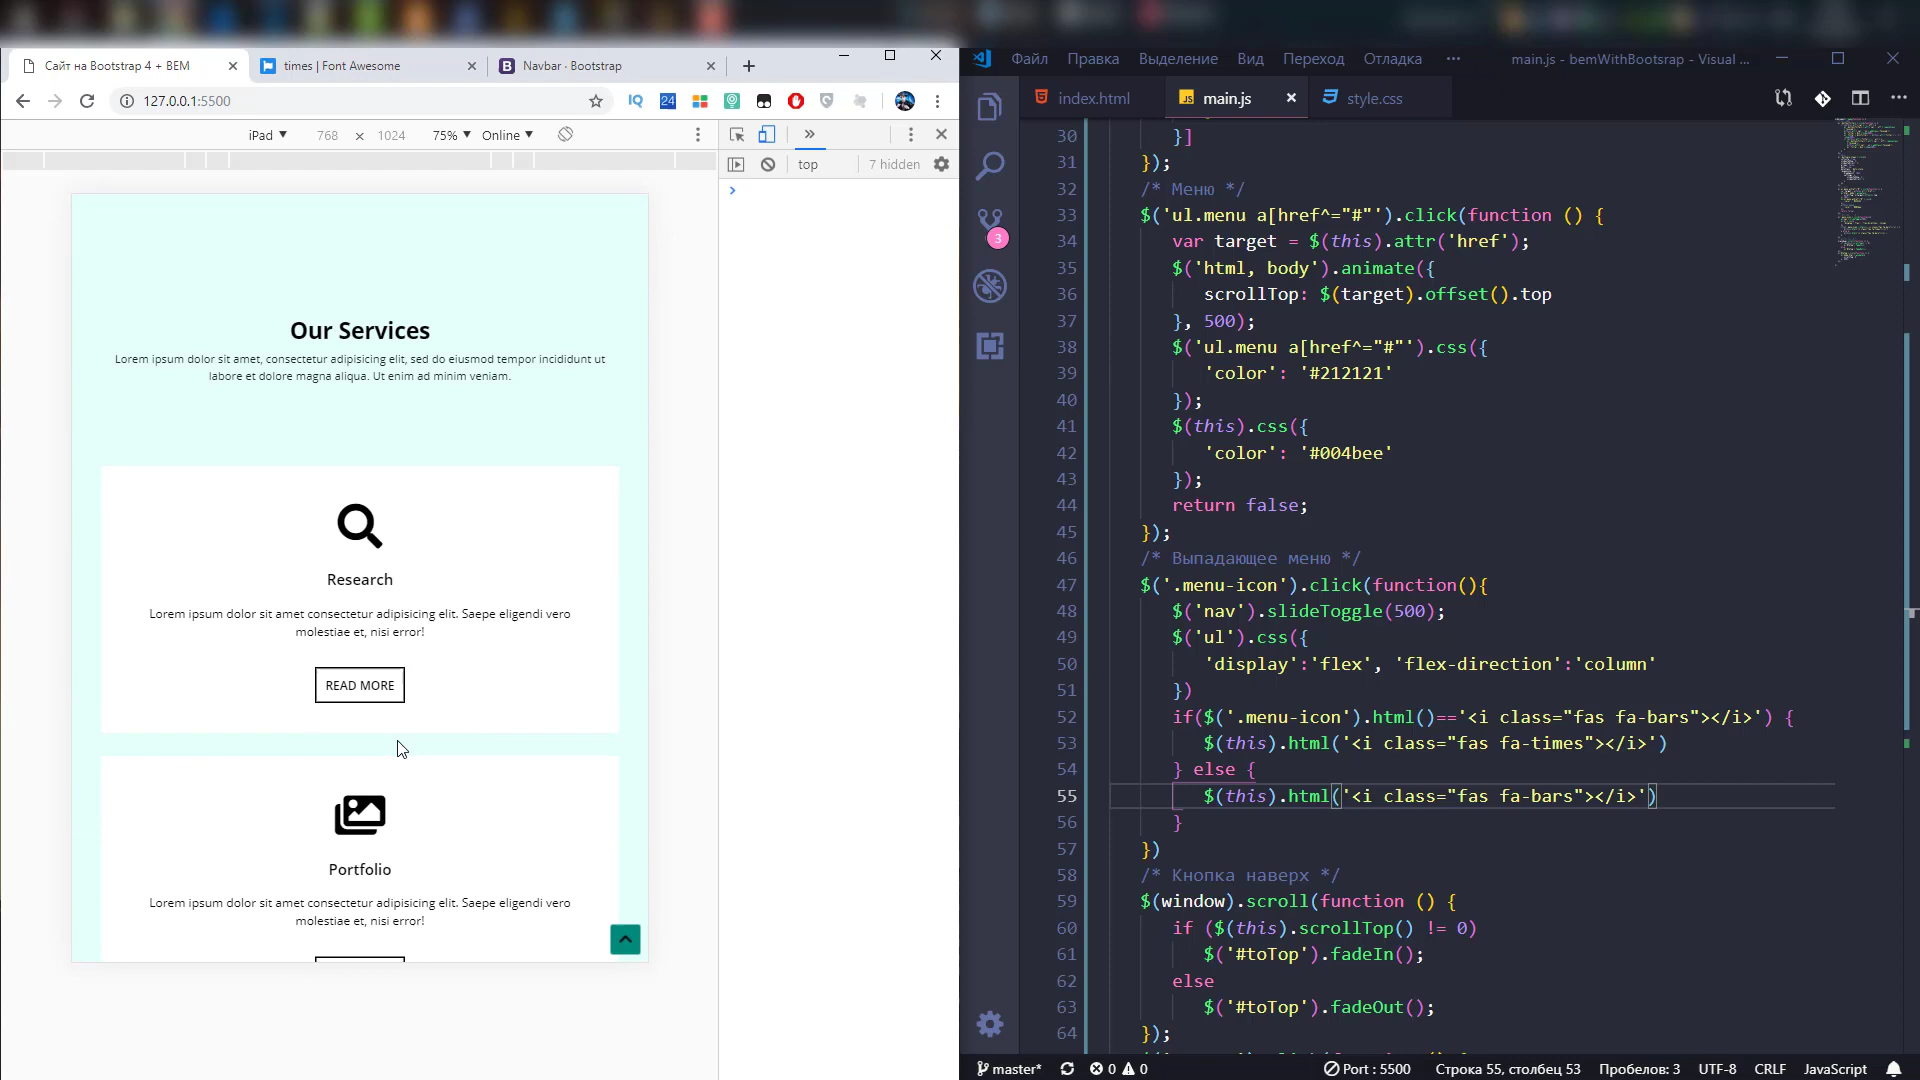 Сайт на Bootstrap 4 + BEM
times | Font Awesome
Navbar · Bootstrap
127.0.0.1:5500
IQ
24
iPad
768 × 1024
75%
Online
top
7 hidden
Our Services
Lorem ipsum dolor sit amet, consectetur adipisicing elit, sed do eiusmod tempor incididunt ut
labore et dolore magna aliqua. Ut enim ad minim veniam.
Research
Lorem ipsum dolor sit amet consectetur adipisicing elit. Saepe eligendi vero
molestiae et, nisi error!
READ MORE
Portfolio
Lorem ipsum dolor sit amet consectetur adipisicing elit. Saepe eligendi vero
molestiae et, nisi error!
Файл Правка Выделение Вид Переход Отладка ··· main.js - bemWithBootsrap - Visual ...
index.html
main.js
style.css
3
30 }]
31 });
32 /* Меню */
33 $('ul.menu a[href^="#"').click(function () {
34 var target = $(this).attr('href');
35 $('html, body').animate({
36 scrollTop: $(target).offset().top
37 }, 500);
38 $('ul.menu a[href^="#"').css({
39 'color': '#212121'
40 });
41 $(this).css({
42 'color': '#004bee'
43 });
44 return false;
45 });
46 /* Выпадающее меню */
47 $('.menu-icon').click(function(){
48 $('nav').slideToggle(500);
49 $('ul').css({
50 'display':'flex', 'flex-direction':'column'
51 })
52 if($('.menu-icon').html()=='<i class="fas fa-bars"></i>') {
53 $(this).html('<i class="fas fa-times"></i>')
54 } else {
55 $(this).html('<i class="fas fa-bars"></i>')
56 }
57 })
58 /* Кнопка наверх */
59 $(window).scroll(function () {
60 if ($(this).scrollTop() != 0)
61 $('#toTop').fadeIn();
62 else
63 $('#toTop').fadeOut();
64 });
master* 0 0 Port : 5500 Строка 55, столбец 53 Пробелов: 3 UTF-8 CRLF JavaScript